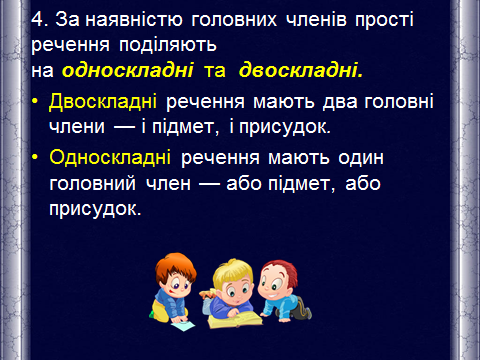 4. За наявністю головних членів прості
речення поділяють
на односкладні та двоскладні.
• Двоскладні речення мають два головні
члени — і підмет, і присудок.
• Односкладні речення мають один
головний член — або підмет, або
присудок.